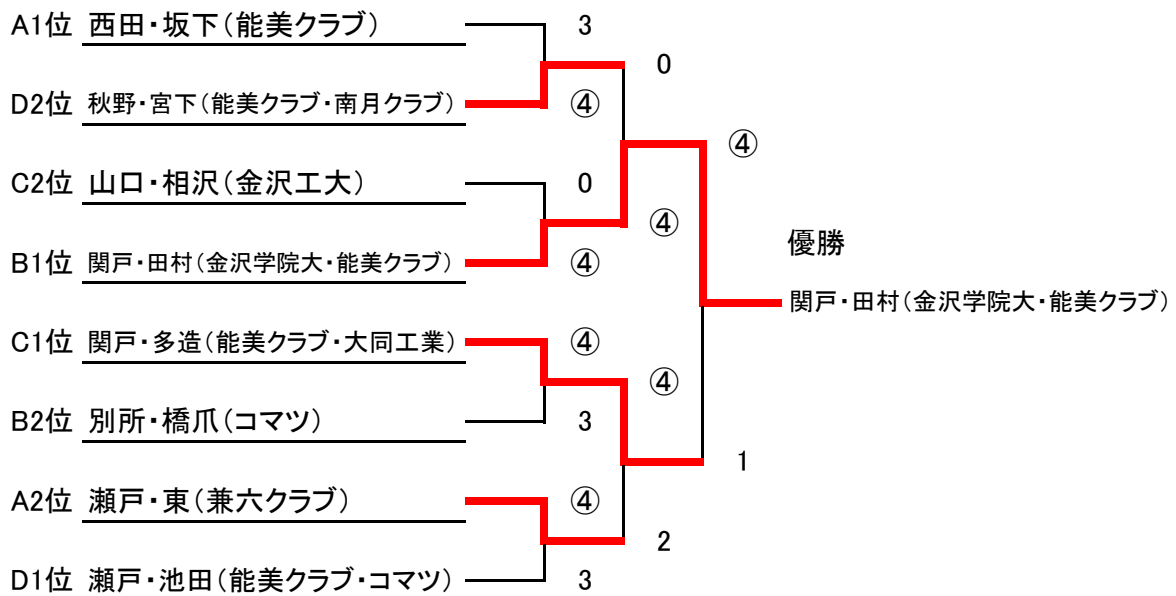 A1位 西田・坂下(能美クラブ) 3
0
D2位 秋野・宮下(能美クラブ・南月クラブ) ④
④
C2位 山口・相沢(金沢工大) 0
④
優勝
B1位 関戸・田村(金沢学院大・能美クラブ) ④
関戸・田村(金沢学院大・能美クラブ)
C1位 関戸・多造(能美クラブ・大同工業) ④
④
B2位 別所・橋爪(コマツ) 3
1
A2位 瀬戸・東(兼六クラブ) ④
2
D1位 瀬戸・池田(能美クラブ・コマツ) 3